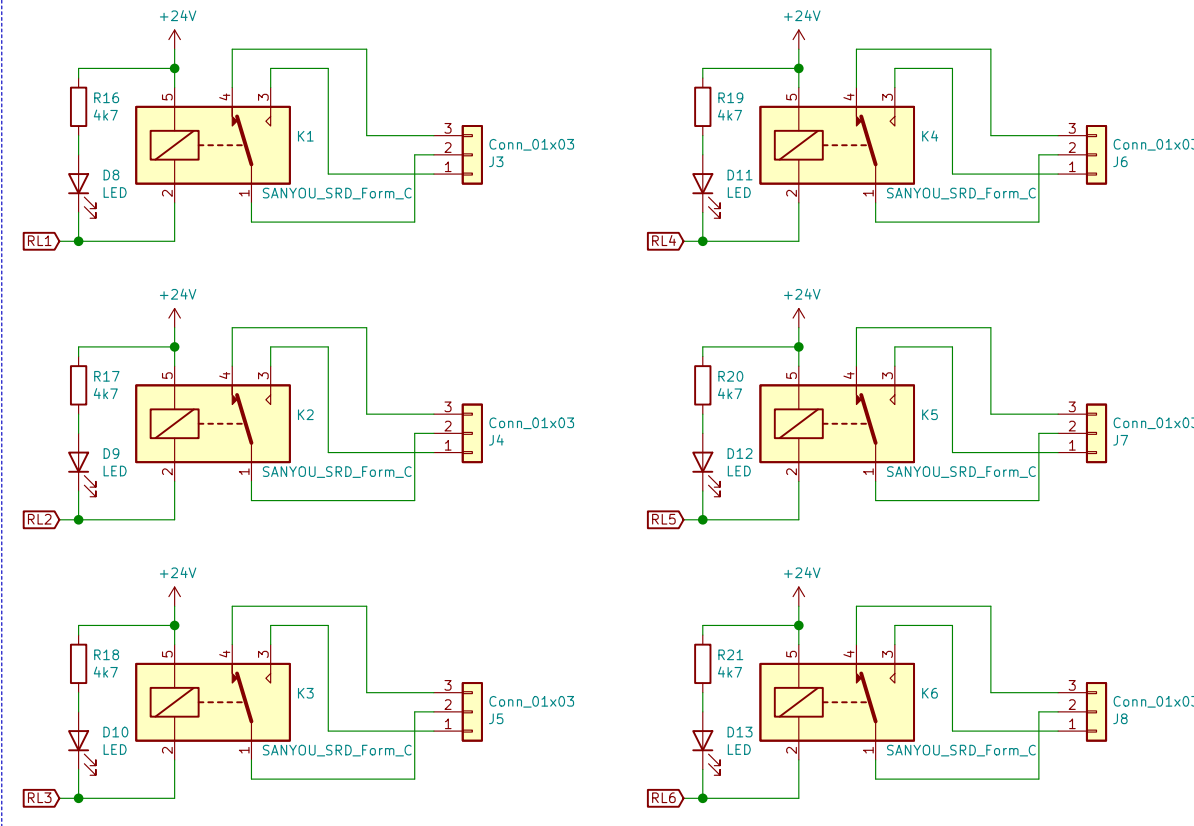 +24V
R16
4k7
5
4
3
K1
3
2
1
Conn_01x03
J3
D8
LED
2
1
SANYOU_SRD_Form_C
RL1
+24V
R19
4k7
5
4
3
K4
3
2
1
Conn_01x03
J6
D11
LED
2
1
SANYOU_SRD_Form_C
RL4
+24V
R17
4k7
5
4
3
K2
3
2
1
Conn_01x03
J4
D9
LED
2
1
SANYOU_SRD_Form_C
RL2
+24V
R20
4k7
5
4
3
K5
3
2
1
Conn_01x03
J7
D12
LED
2
1
SANYOU_SRD_Form_C
RL5
+24V
R18
4k7
5
4
3
K3
3
2
1
Conn_01x03
J5
D10
LED
2
1
SANYOU_SRD_Form_C
RL3
+24V
R21
4k7
5
4
3
K6
3
2
1
Conn_01x03
J8
D13
LED
2
1
SANYOU_SRD_Form_C
RL6